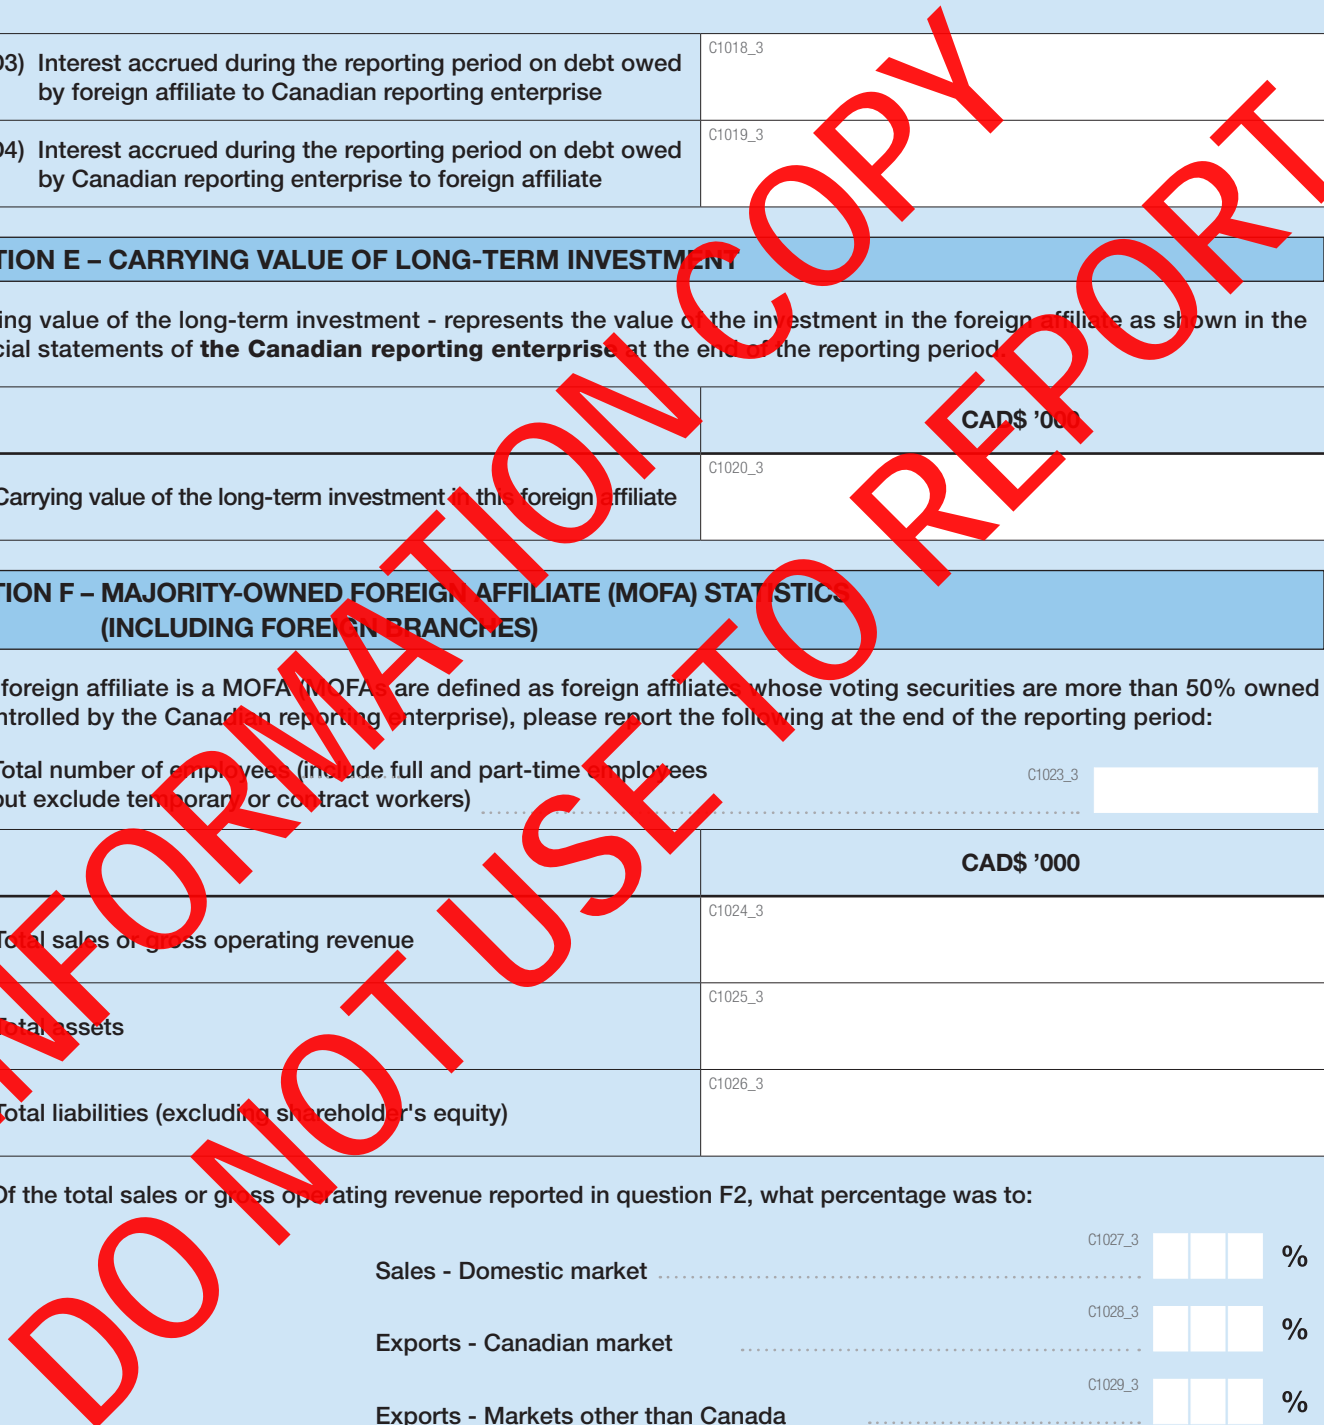 D3) Interest accrued during the reporting period on debt owed
by foreign affiliate to Canadian reporting enterprise
C1018_3
D4) Interest accrued during the reporting period on debt owed
by Canadian reporting enterprise to foreign affiliate
C1019_3
TION E – CARRYING VALUE OF LONG-TERM INVESTMENT
ing value of the long-term investment - represents the value of the investment in the foreign affiliate as shown in the
cial statements of the Canadian reporting enterprise at the end of the reporting period.
CAD$ ’000
Carrying value of the long-term investment in this foreign affiliate
C1020_3
TION F – MAJORITY-OWNED FOREIGN AFFILIATE (MOFA) STATISTICS
(INCLUDING FOREIGN BRANCHES)
foreign affiliate is a MOFA (MOFAs are defined as foreign affiliates whose voting securities are more than 50% owned
ntrolled by the Canadian reporting enterprise), please report the following at the end of the reporting period:
Total number of employees (include full and part-time employees
but exclude temporary or contract workers)
C1023_3
CAD$ ’000
Total sales or gross operating revenue
C1024_3
Total assets
C1025_3
Total liabilities (excluding shareholder's equity)
C1026_3
Of the total sales or gross operating revenue reported in question F2, what percentage was to:
Sales - Domestic market
C1027_3
%
Exports - Canadian market
C1028_3
%
Exports - Markets other than Canada
C1029_3
%
INFORMATION COPY
DO NOT USE TO REPORT